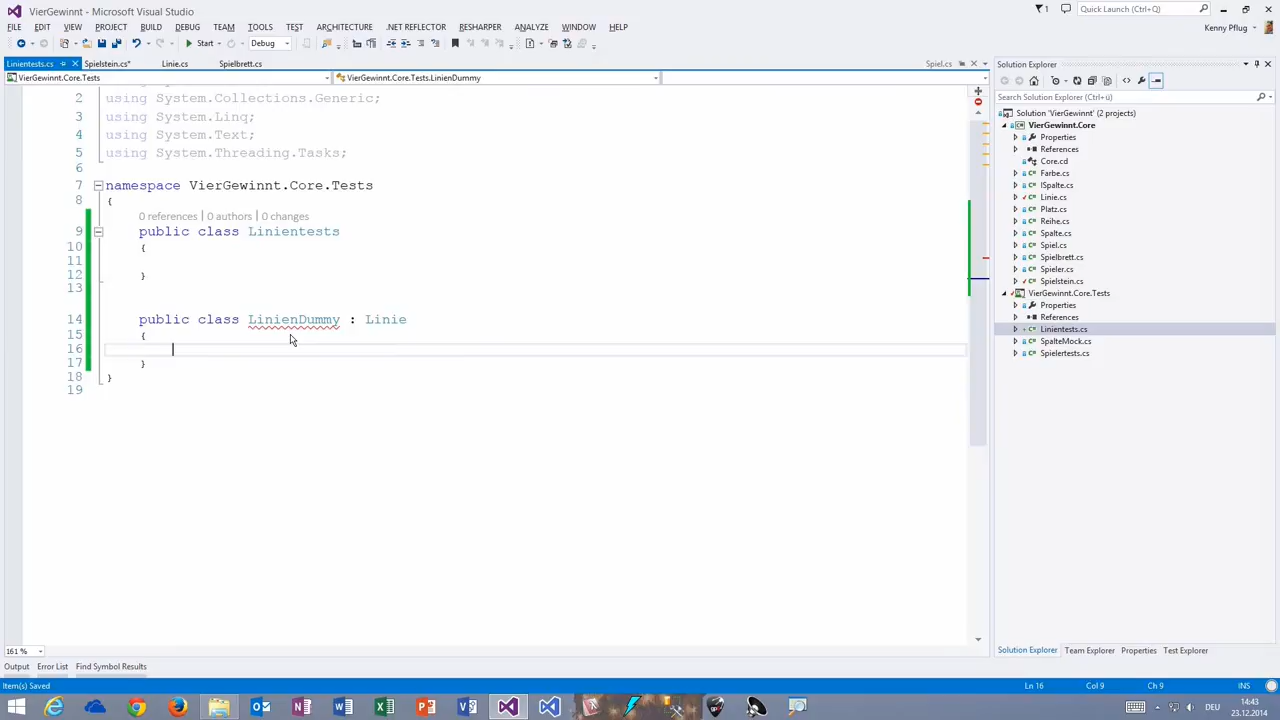 VierGewinnt - Microsoft Visual Studio
1
Quick Launch (Ctrl+Q)
FILE EDIT VIEW PROJECT BUILD DEBUG TEAM TOOLS TEST ARCHITECTURE .NET REFLECTOR RESHARPER ANALYZE WINDOW HELP
Kenny Pflug
Start Debug
Linientests.cs Spielstein.cs* Linie.cs Spielbrett.cs Spiel.cs
VierGewinnt.Core.Tests VierGewinnt.Core.Tests.LinienDummy
2 using System.Collections.Generic;
3 using System.Linq;
4 using System.Text;
5 using System.Threading.Tasks;
6
7 namespace VierGewinnt.Core.Tests
8 {
0 references | 0 authors | 0 changes
9 public class Linientests
10 {
11
12 }
13
14 public class LinienDummy : Linie
15 {
16
17 }
18 }
19
161 %
Solution Explorer
Search Solution Explorer (Ctrl+ü)
Solution 'VierGewinnt' (2 projects)
VierGewinnt.Core
Properties
References
Core.cd
Farbe.cs
ISpalte.cs
Linie.cs
Platz.cs
Reihe.cs
Spalte.cs
Spiel.cs
Spielbrett.cs
Spieler.cs
Spielstein.cs
VierGewinnt.Core.Tests
Properties
References
Linientests.cs
SpalteMock.cs
Spielertests.cs
Solution Explorer Team Explorer Properties Test Explorer
Output Error List Find Symbol Results
Item(s) Saved Ln 16 Col 9 Ch 9 INS
DEU
14:43
23.12.2014